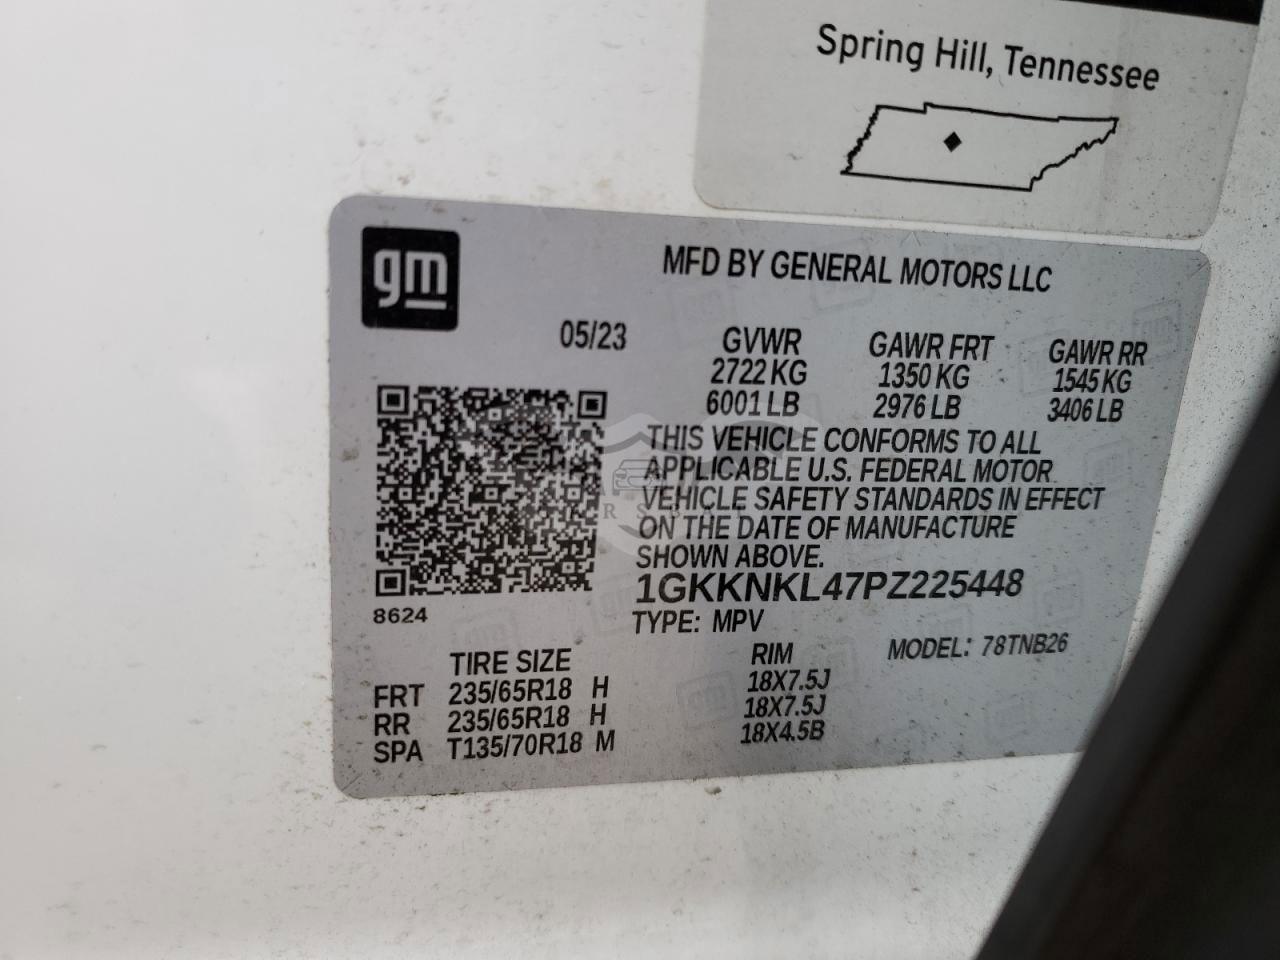 Spring Hill, Tennessee
gm
MFD BY GENERAL MOTORS LLC
05/23 GVWR GAWR FRT GAWR RR
2722 KG 1350 KG 1545 KG
6001 LB 2976 LB 3406 LB
THIS VEHICLE CONFORMS TO ALL
APPLICABLE U.S. FEDERAL MOTOR
VEHICLE SAFETY STANDARDS IN EFFECT
ON THE DATE OF MANUFACTURE
SHOWN ABOVE.
1GKKNKL47PZ225448
8624
TYPE: MPV
MODEL: 78TNB26
TIRE SIZE RIM
FRT 235/65R18 H 18X7.5J
RR 235/65R18 H 18X7.5J
SPA T135/70R18 M 18X4.5B